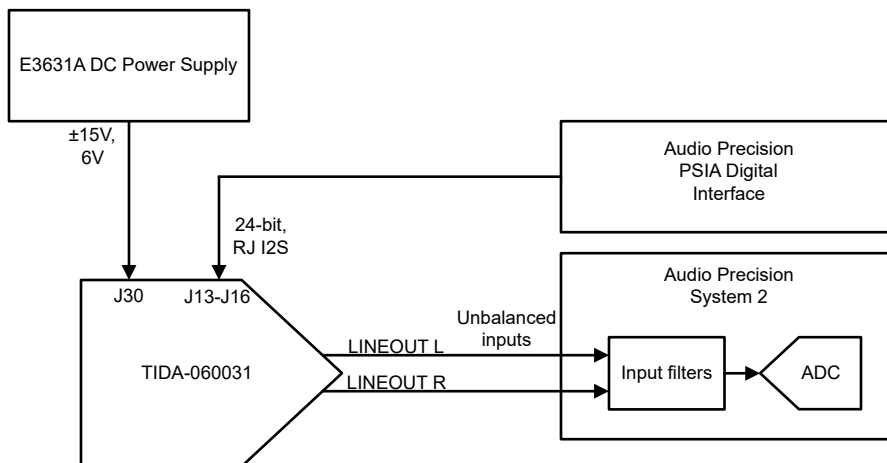 E3631A DC Power Supply
±15V,
6V
Audio Precision
PSIA Digital
Interface
24-bit,
RJ I2S
J30
J13-J16
Audio Precision
System 2
Unbalanced
inputs
LINEOUT L
TIDA-060031
LINEOUT R
Input filters
ADC